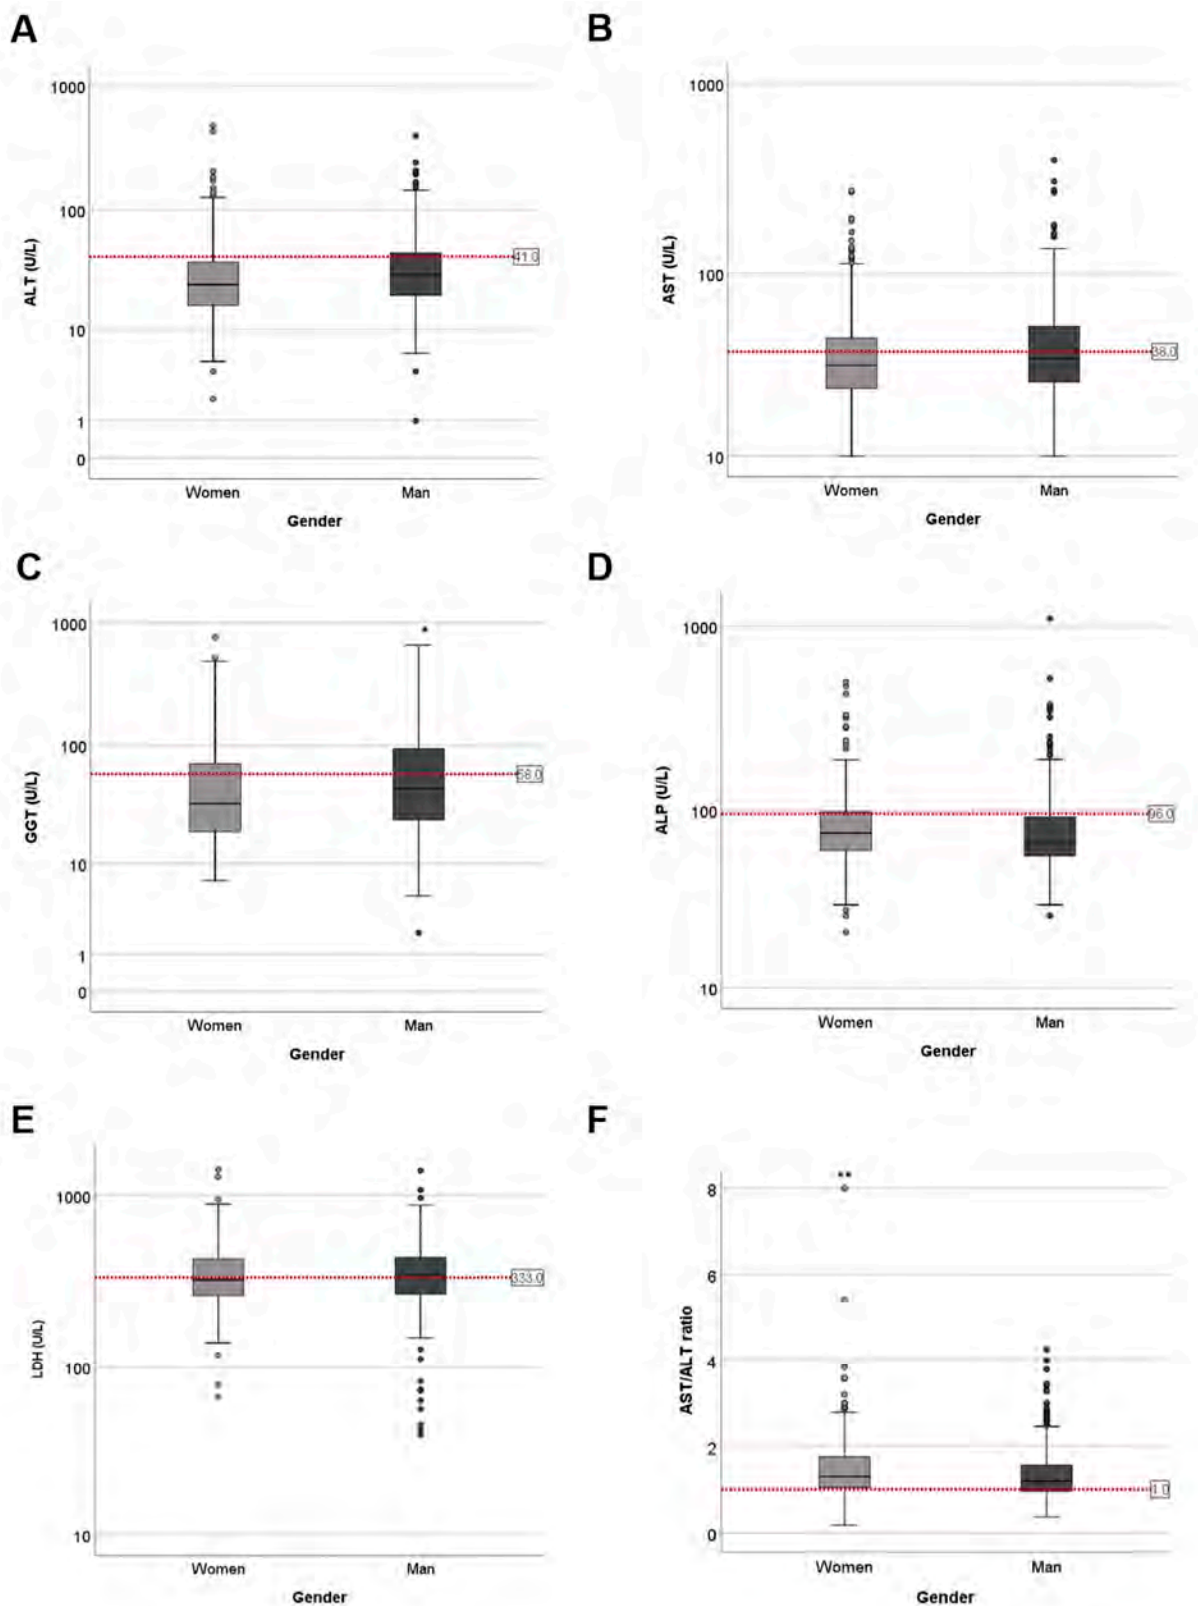 A
1000
100
10
1
0
ALT (U/L)
41.0
Women Man
Gender
B
1000
100
10
AST (U/L)
38.0
Women Man
Gender
C
1000
100
10
1
0
GGT (U/L)
58.0
Women Man
Gender
D
1000
100
10
ALP (U/L)
96.0
Women Man
Gender
E
1000
100
10
LDH (U/L)
333.0
Women Man
Gender
F
8
6
4
2
0
AST/ALT ratio
1.0
Women Man
Gender